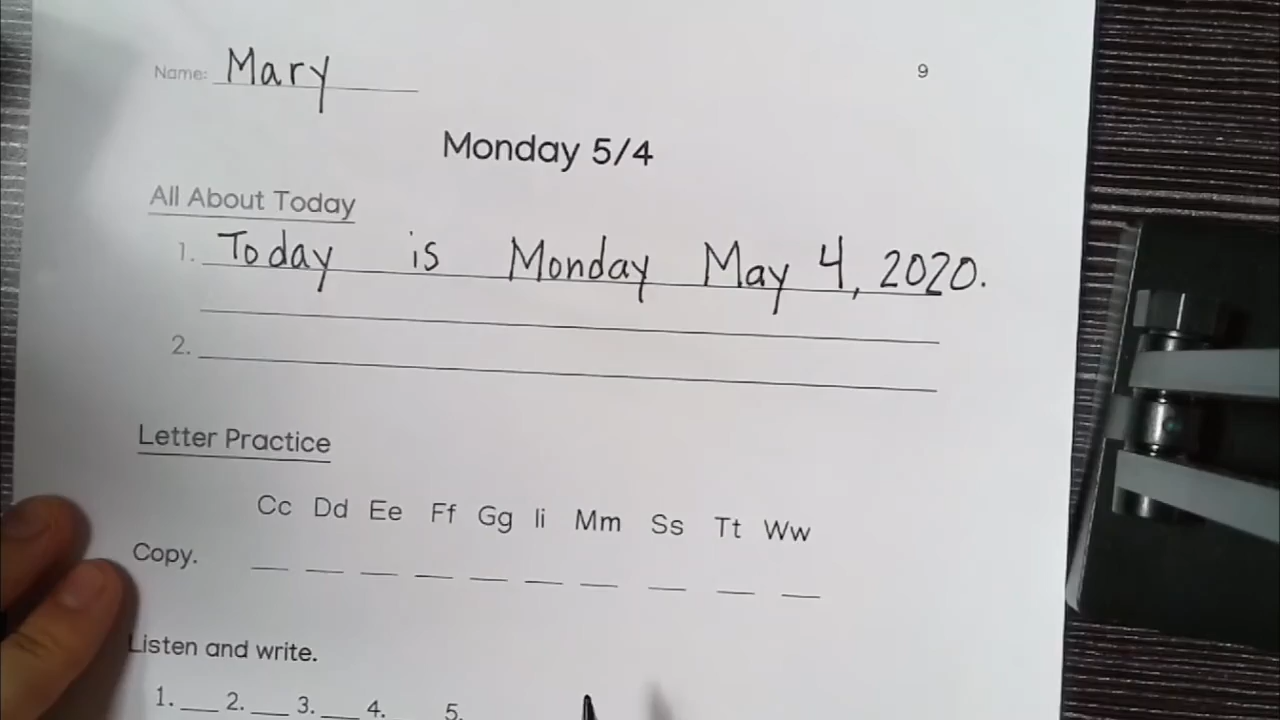 Name: Mary
9
Monday 5/4
All About Today
1. Today is Monday May 4, 2020.
2.
Letter Practice
Cc Dd Ee Ff Gg Ii Mm Ss Tt Ww
Copy.
Listen and write.
1. 2. 3. 4. 5.